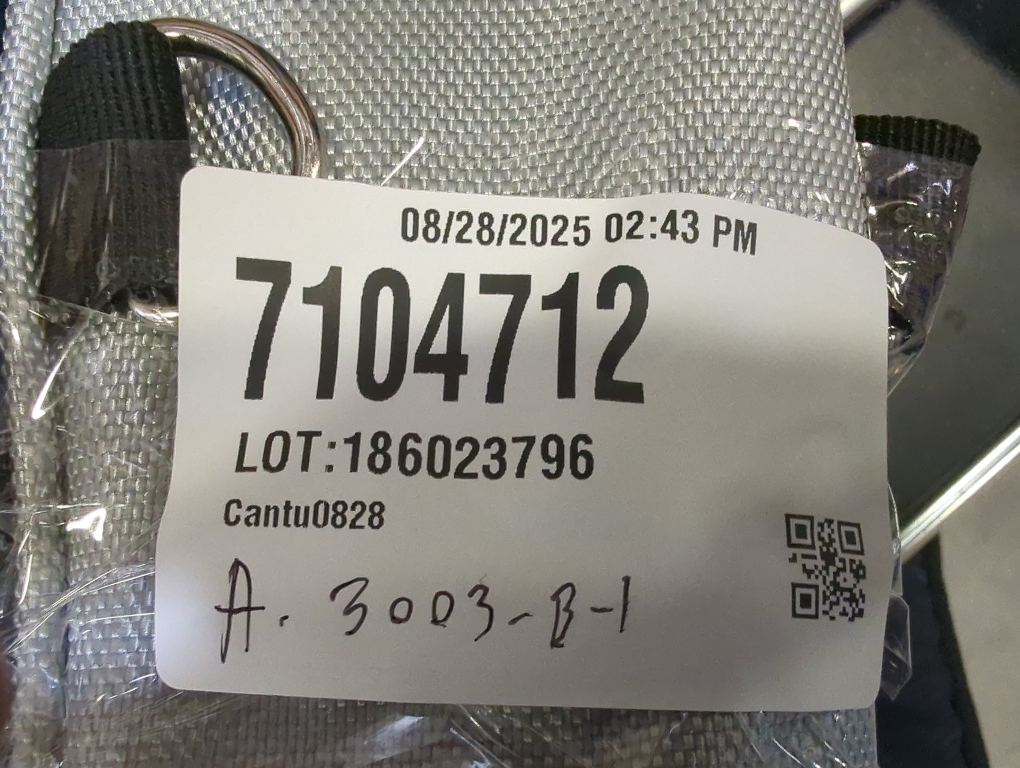 08/28/2025 02:43 PM
7104712
LOT:186023796
Cantu0828
A. 3003-B-1